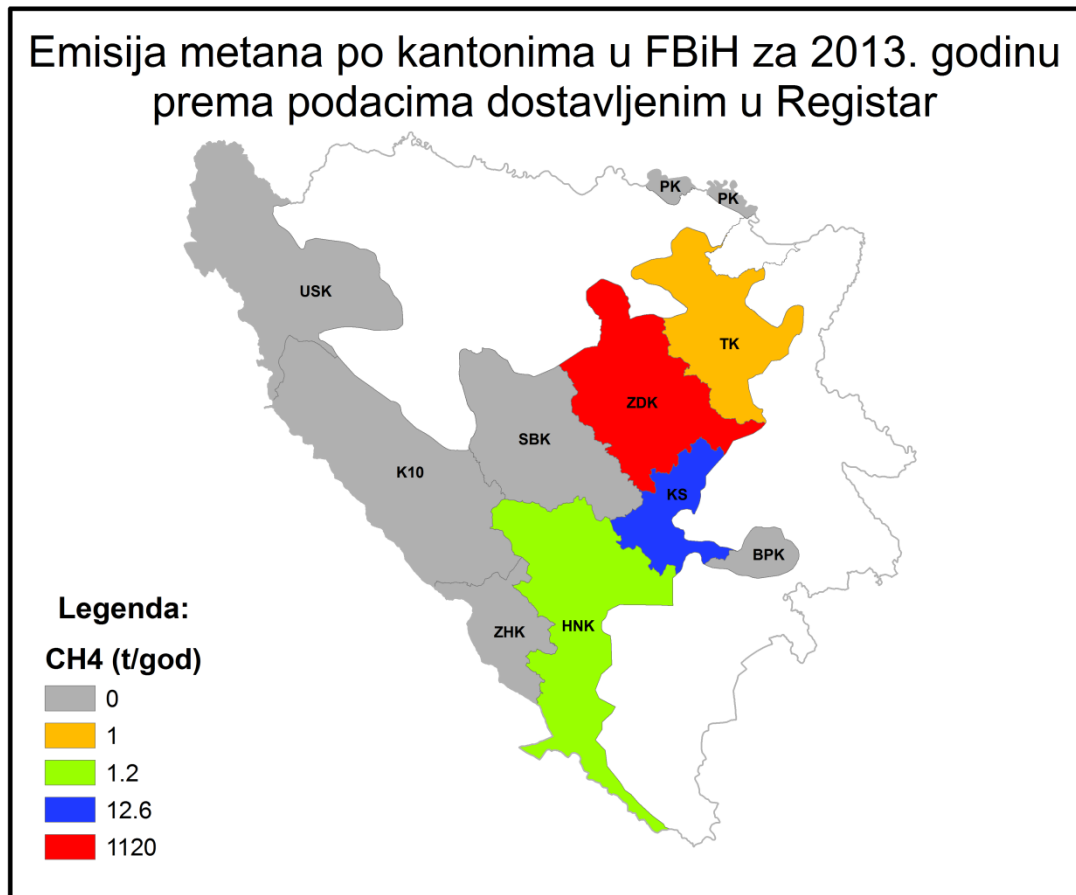 Emisija metana po kantonima u FBiH za 2013. godinu
prema podacima dostavljenim u Registar
PK
PK
USK
TK
ZDK
SBK
K10
KS
BPK
ZHK
HNK
Legenda:
CH4 (t/god)
0
1
1.2
12.6
1120